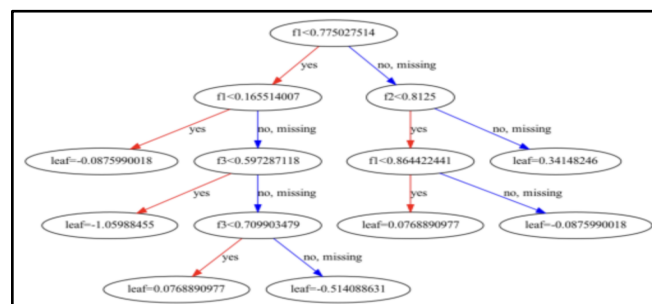 f1<0.775027514
yes
no, missing
f1<0.165514007
f2<0.8125
yes
no, missing
yes
no, missing
leaf=-0.0875990018
f3<0.597287118
f1<0.864422441
leaf=0.34148246
yes
no, missing
yes
no, missing
leaf=-1.05988455
f3<0.709903479
leaf=0.0768890977
leaf=-0.0875990018
yes
no, missing
leaf=0.0768890977
leaf=-0.514088631